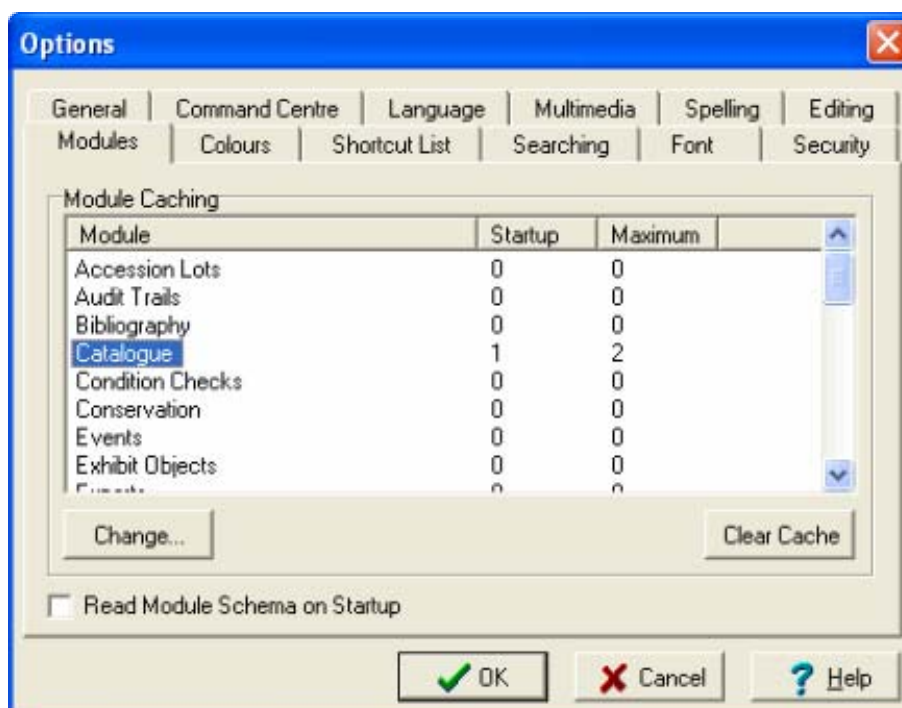 Options
General Command Centre Language Multimedia Spelling Editing
Modules Colours Shortcut List Searching Font Security
Module Caching
Module Startup Maximum
Accession Lots 0 0
Audit Trails 0 0
Bibliography 0 0
Catalogue 1 2
Condition Checks 0 0
Conservation 0 0
Events 0 0
Exhibit Objects 0 0
Change... Clear Cache
Read Module Schema on Startup
OK Cancel ? Help